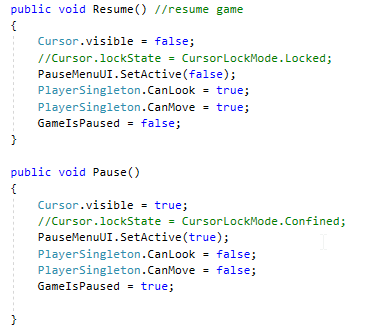 public void Resume() //resume game
{
Cursor.visible = false;
//Cursor.lockState = CursorLockMode.Locked;
PauseMenuUI.SetActive(false);
PlayerSingleton.CanLook = true;
PlayerSingleton.CanMove = true;
GameIsPaused = false;
}
public void Pause()
{
Cursor.visible = true;
//Cursor.lockState = CursorLockMode.Confined;
PauseMenuUI.SetActive(true);
PlayerSingleton.CanLook = false;
PlayerSingleton.CanMove = false;
GameIsPaused = true;
}